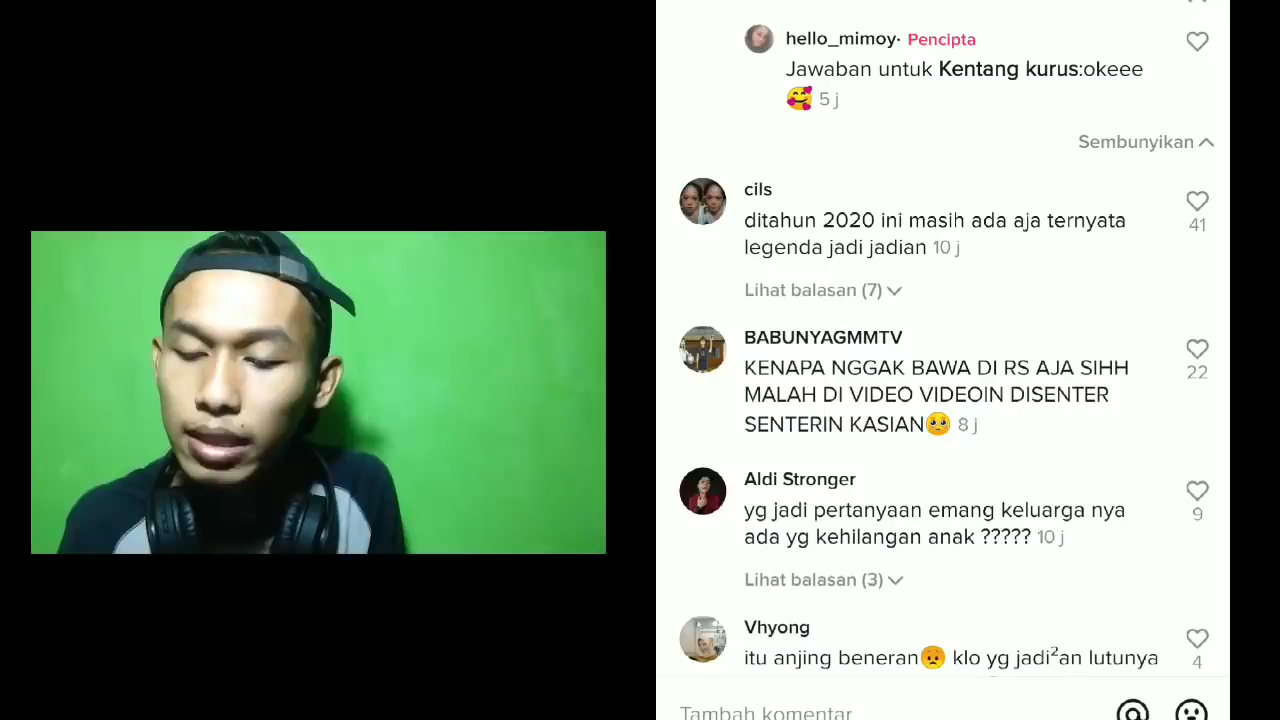 hello_mimoy· Pencipta
Jawaban untuk Kentang kurus:okeee
🥰 5 j
Sembunyikan
cils
ditahun 2020 ini masih ada aja ternyata
legenda jadi jadian 10 j
41
Lihat balasan (7)
BABUNYAGMMTV
KENAPA NGGAK BAWA DI RS AJA SIHH
MALAH DI VIDEO VIDEOIN DISENTER
SENTERIN KASIAN🥺 8 j
22
Aldi Stronger
yg jadi pertanyaan emang keluarga nya
ada yg kehilangan anak ????? 10 j
9
Lihat balasan (3)
Vhyong
itu anjing beneran😳 klo yg jadi²an lutunya
4
Tambah komentar
@